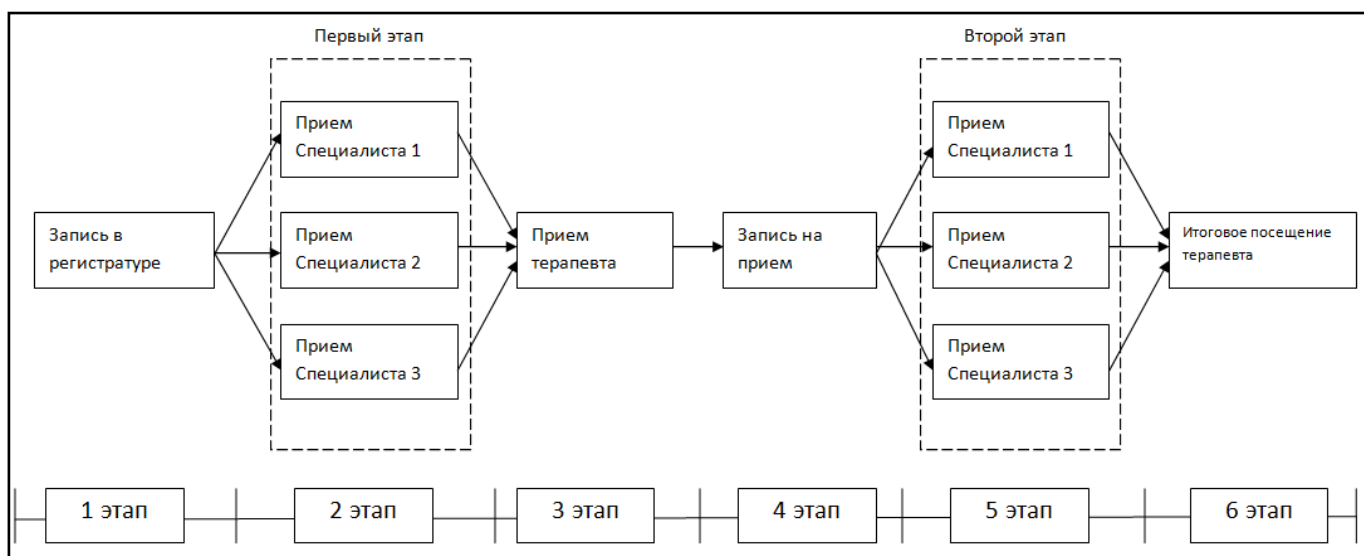 Первый этап
Второй этап
Запись в
регистратуре
Прием
Специалиста 1
Прием
Специалиста 2
Прием
Специалиста 3
Прием
терапевта
Запись на
прием
Прием
Специалиста 1
Прием
Специалиста 2
Прием
Специалиста 3
Итоговое посещение
терапевта
1 этап
2 этап
3 этап
4 этап
5 этап
6 этап